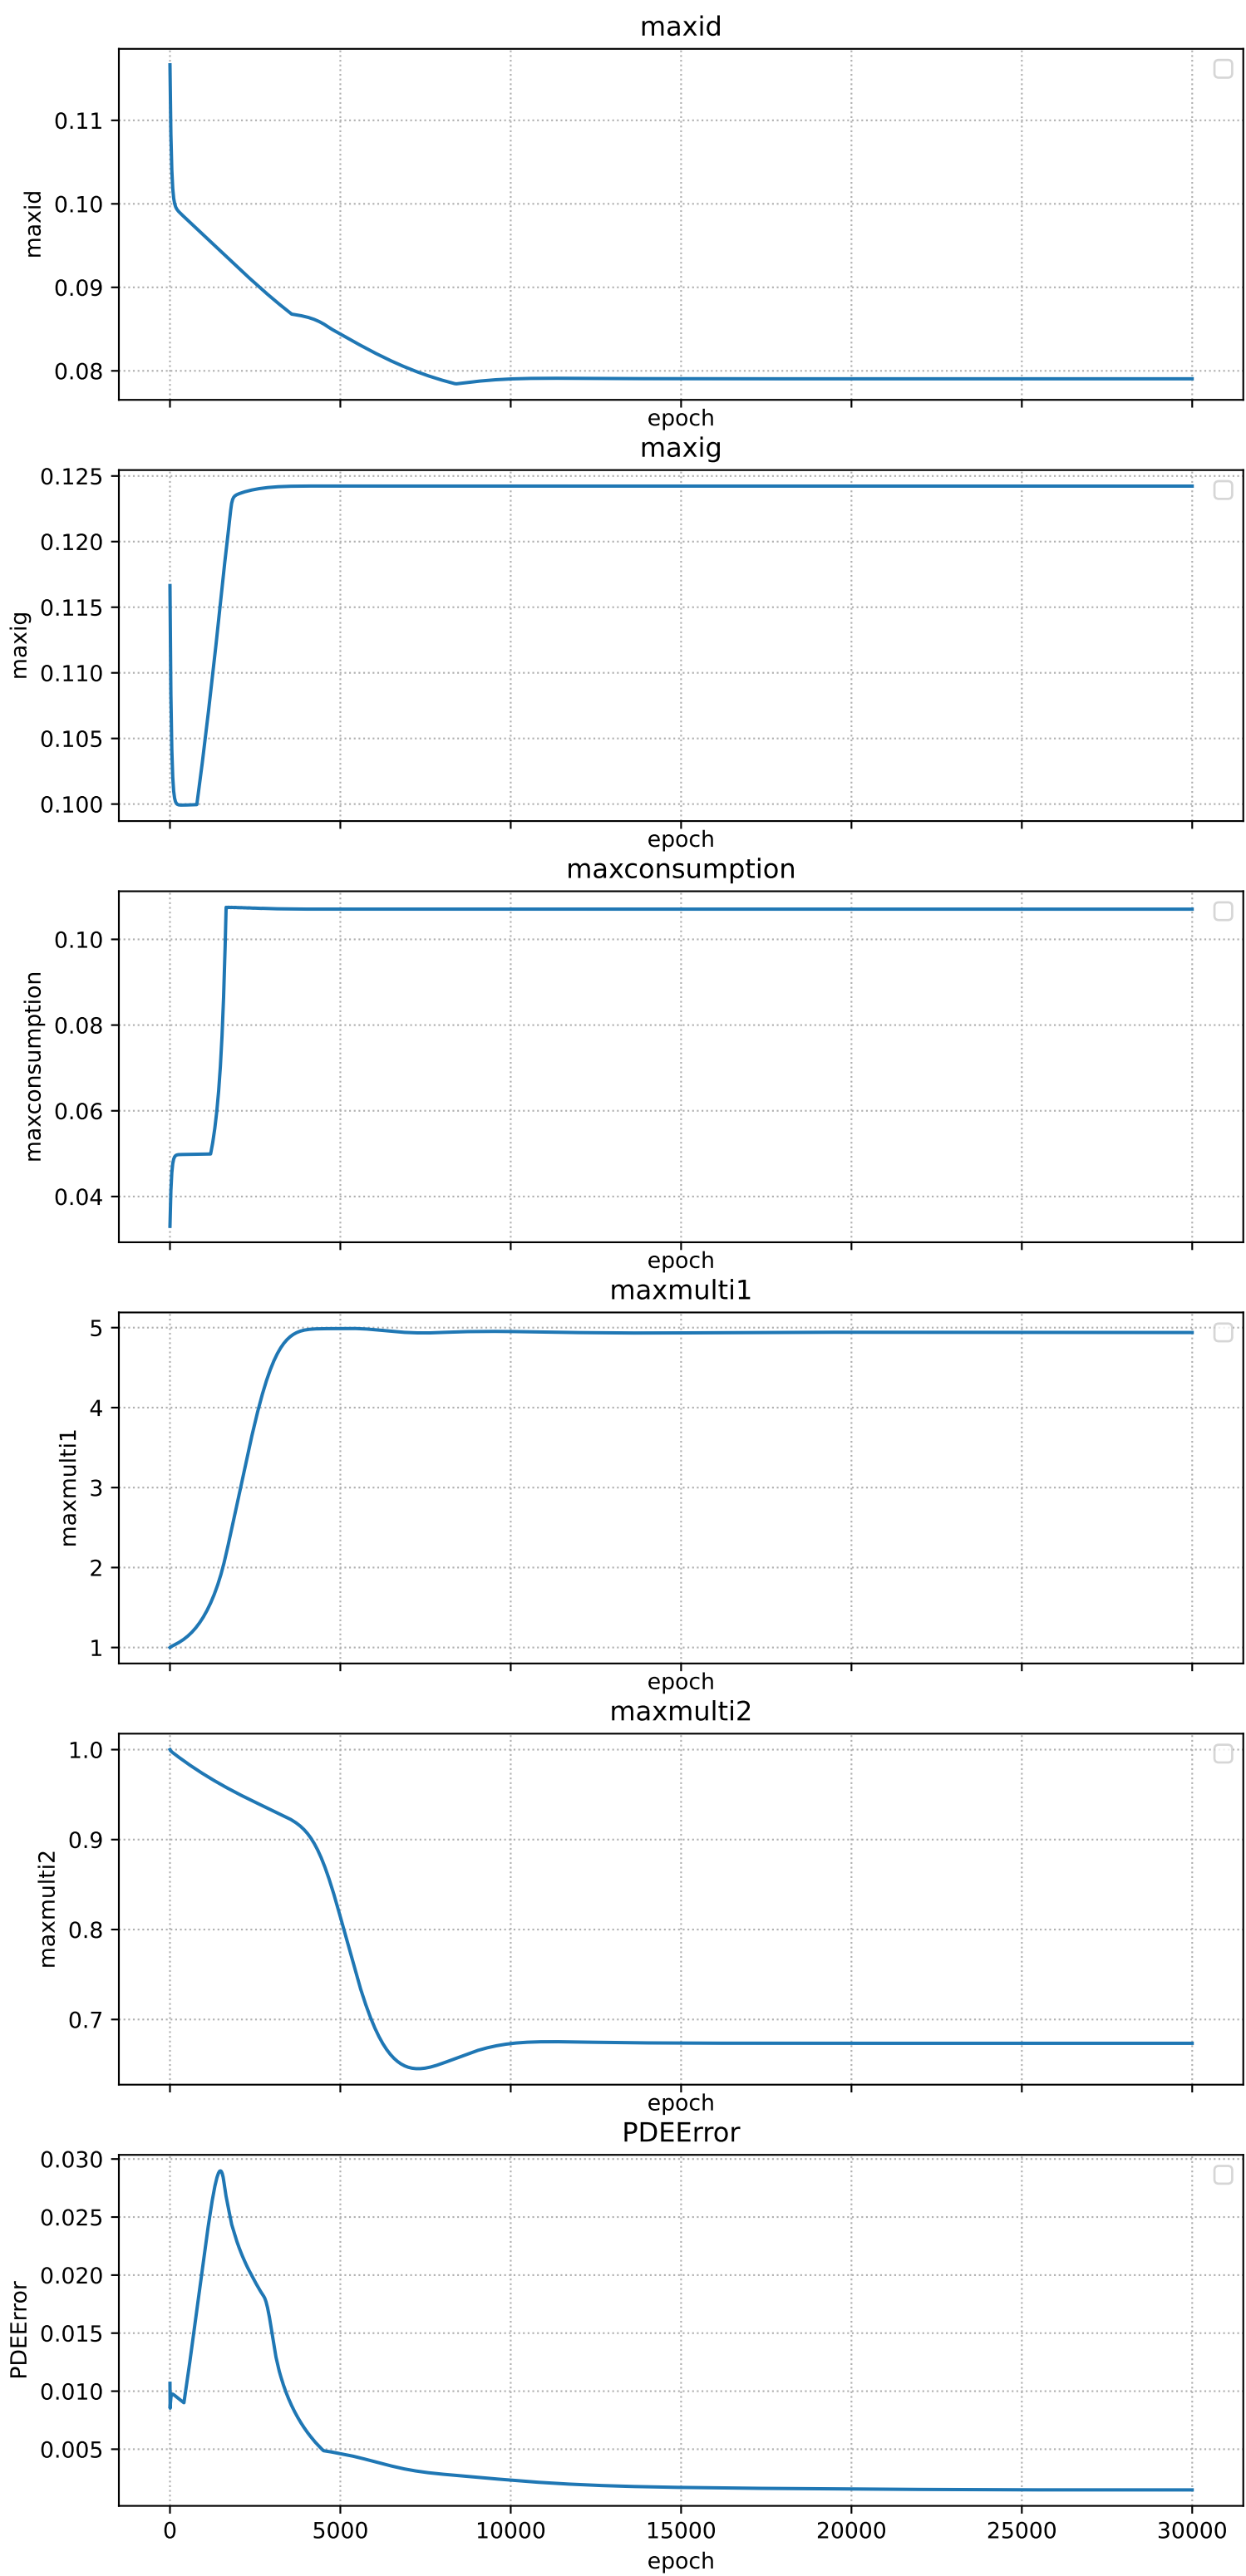 maxid
0.11
0.10
0.09
0.08
maxid
epoch
maxig
0.125
0.120
0.115
0.110
0.105
0.100
maxig
epoch
maxconsumption
0.10
0.08
0.06
0.04
maxconsumption
epoch
maxmulti1
5
4
3
2
1
maxmulti1
epoch
maxmulti2
1.0
0.9
0.8
0.7
maxmulti2
epoch
PDEError
0.030
0.025
0.020
0.015
0.010
0.005
PDEError
0 5000 10000 15000 20000 25000 30000
epoch